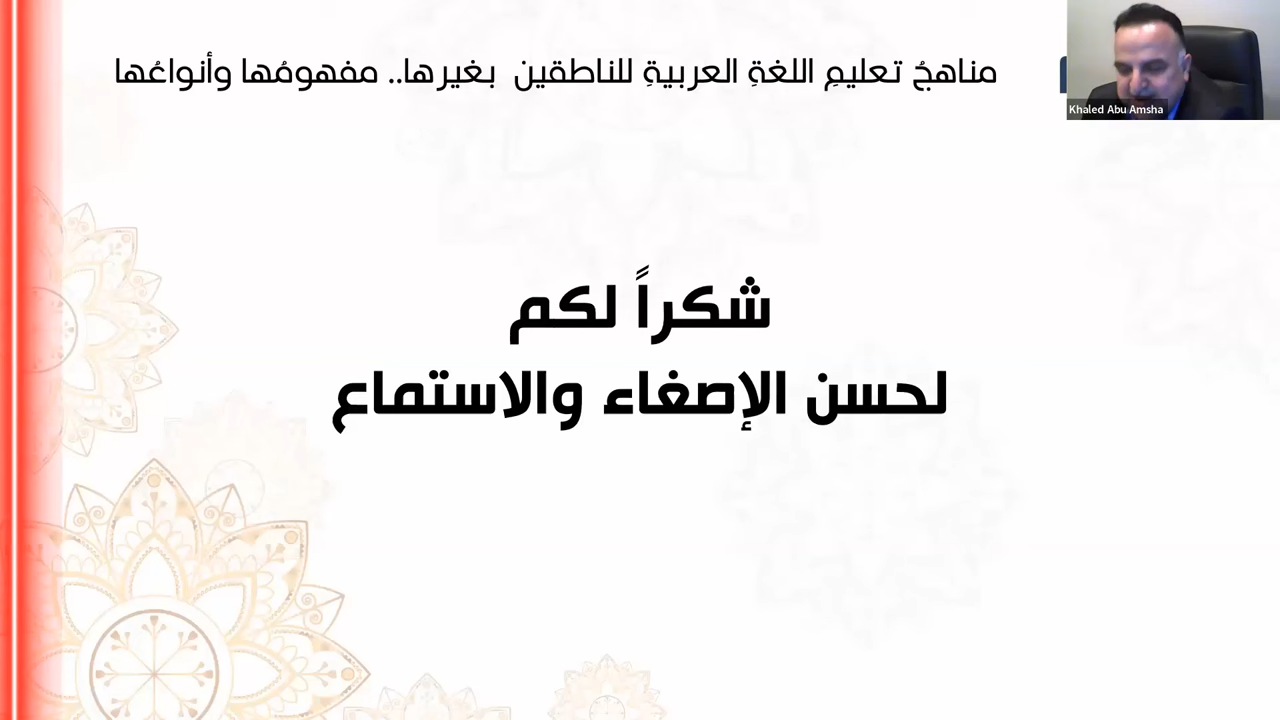 مناهجُ تعليمِ اللغةِ العربيةِ للناطقين بغيرها.. مفهومُها وأنواعُها
Khaled Abu Amsha
شكراً لكم
لحسن الإصغاء والاستماع